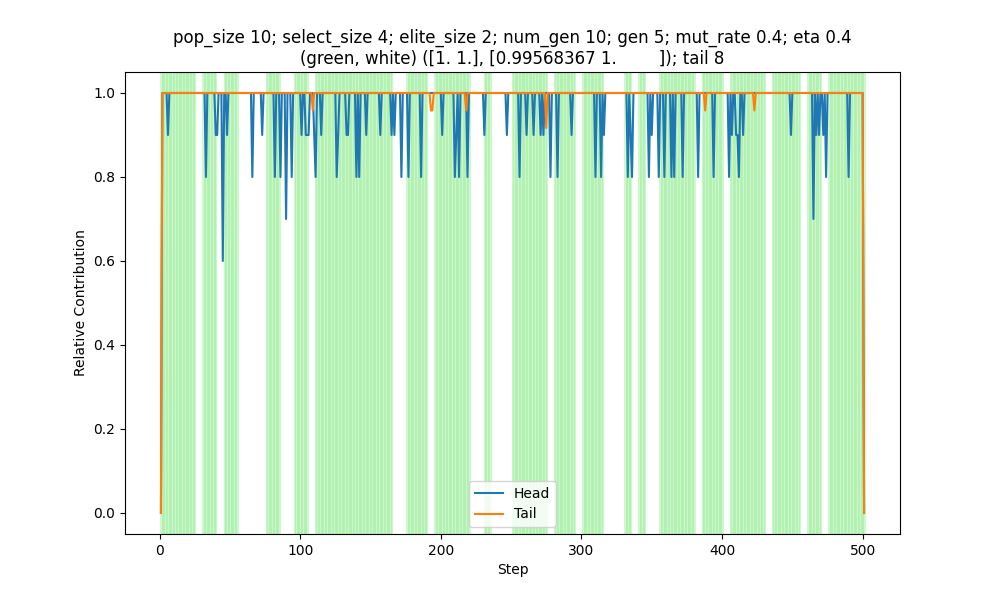 pop_size 10; select_size 4; elite_size 2; num_gen 10; gen 5; mut_rate 0.4; eta 0.4
(green, white) ([1. 1.], [0.99568367 1.         ]); tail 8
1.0
0.8
0.6
0.4
0.2
0.0
Relative Contribution
Head
Tail
0 100 200 300 400 500
Step